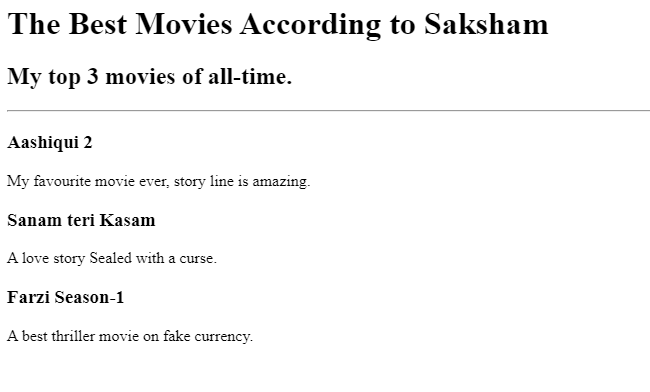 The Best Movies According to Saksham
My top 3 movies of all-time.
Aashiqui 2
My favourite movie ever, story line is amazing.
Sanam teri Kasam
A love story Sealed with a curse.
Farzi Season-1
A best thriller movie on fake currency.